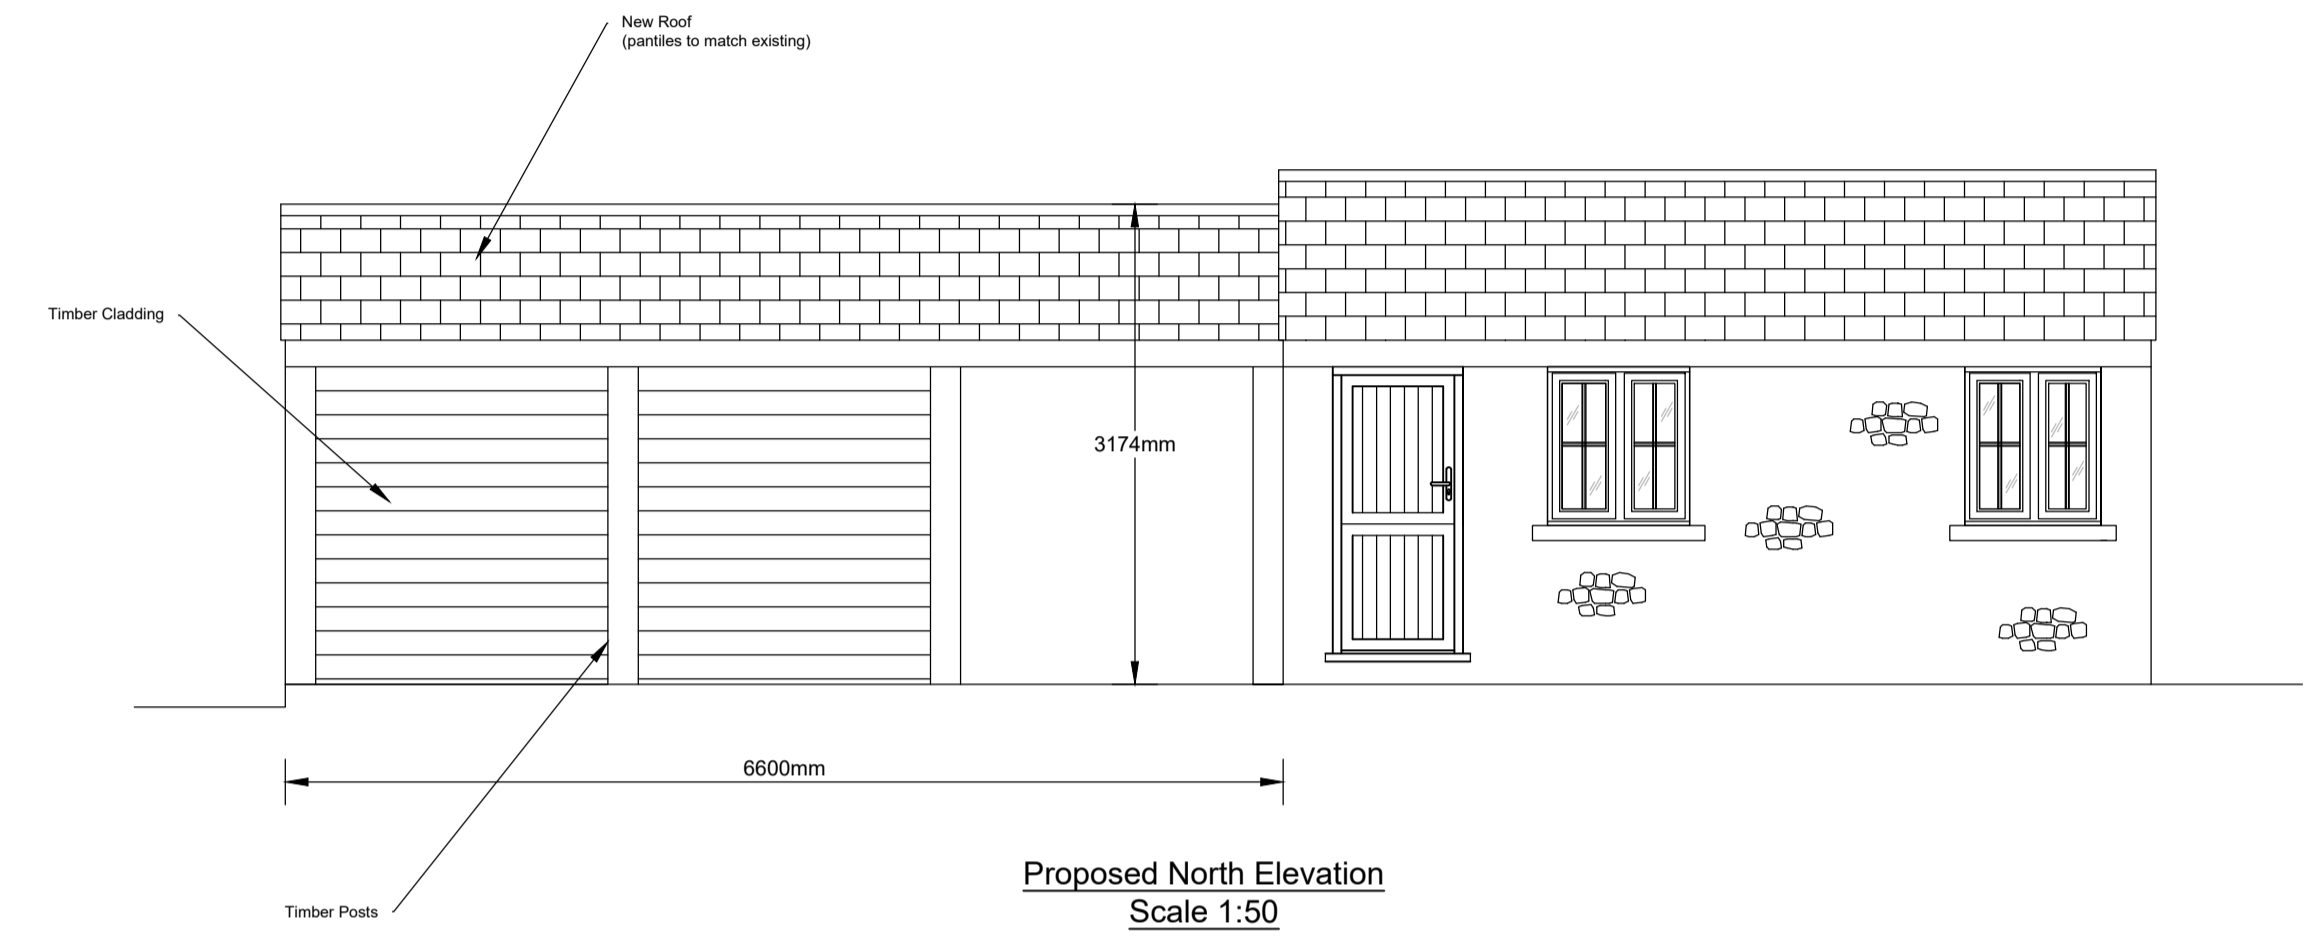 New Roof
(pantiles to match existing)
Timber Cladding
3174mm
6600mm
Timber Posts
Proposed North Elevation
Scale 1:50